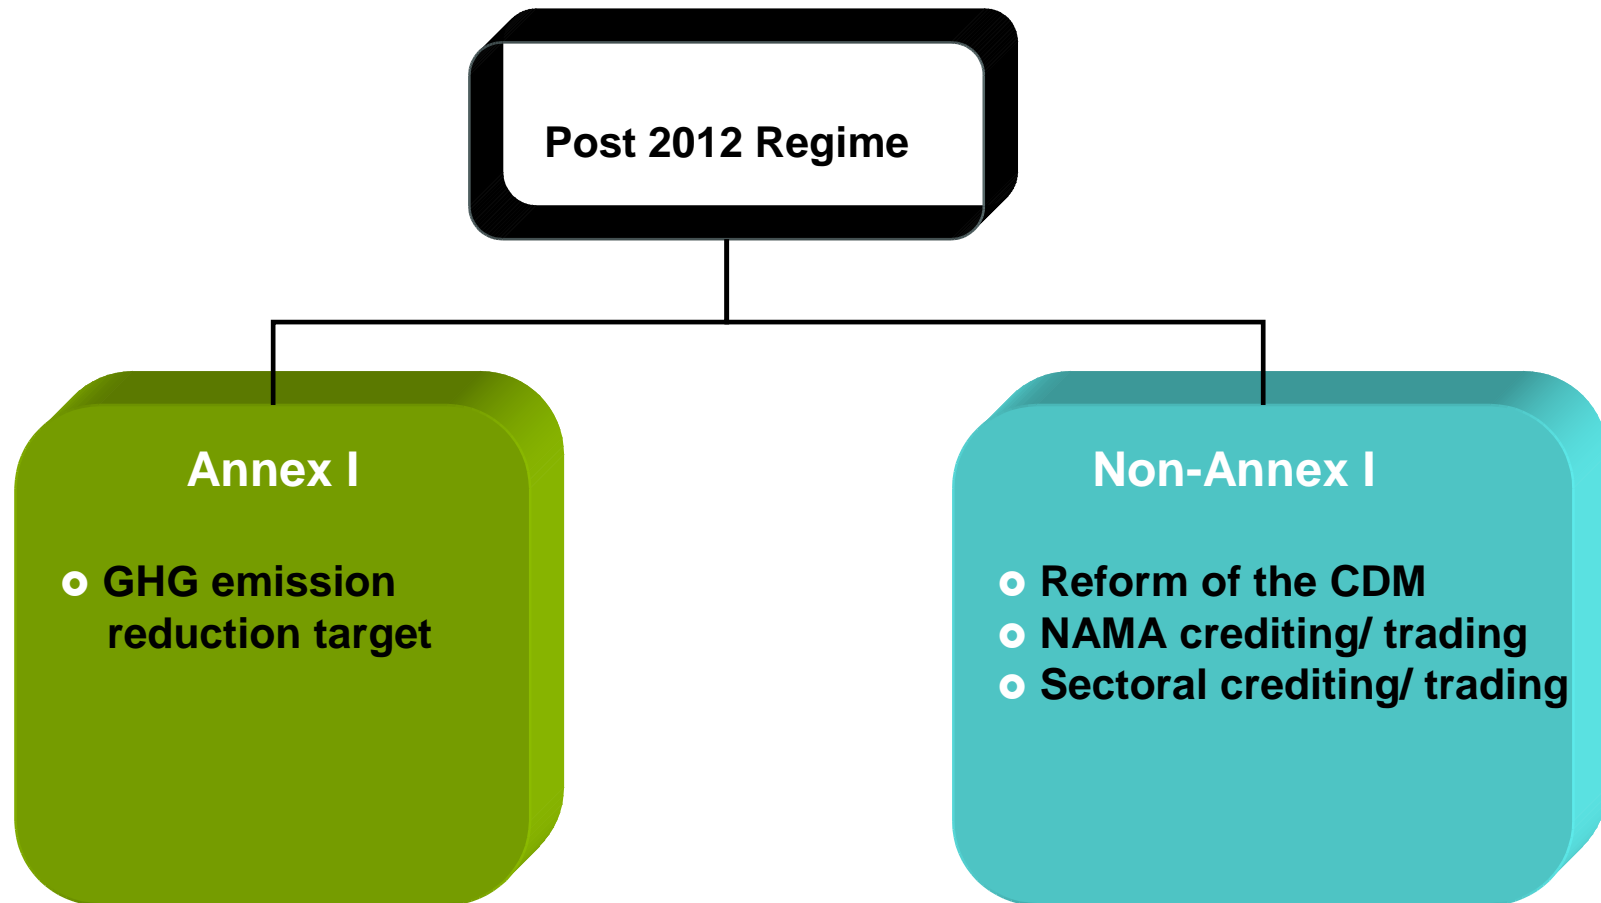 Post 2012 Regime
Annex I
GHG emission
reduction target
Non-Annex I
Reform of the CDM
NAMA crediting/ trading
Sectoral crediting/ trading